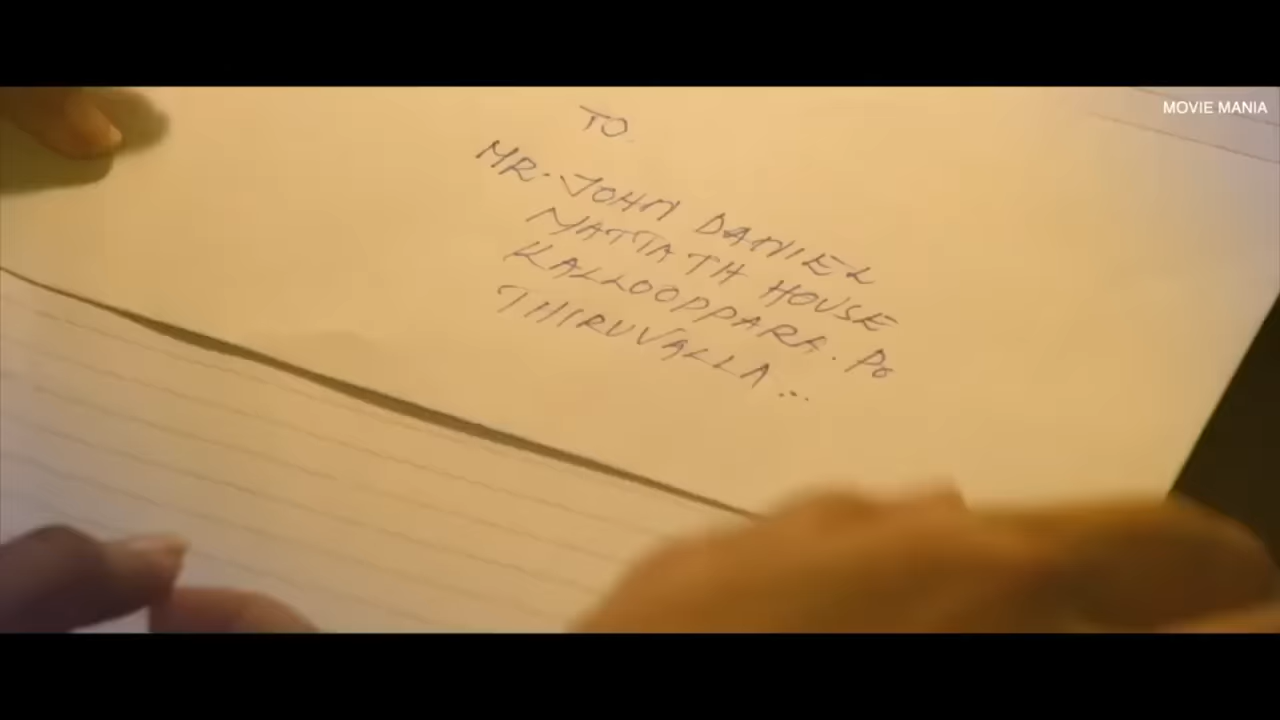 MOVIE MANIA
TO.
MR. JOHN DANIEL
MATTATH HOUSE
KALLOOPPARA. PO
THIRUVALLA...